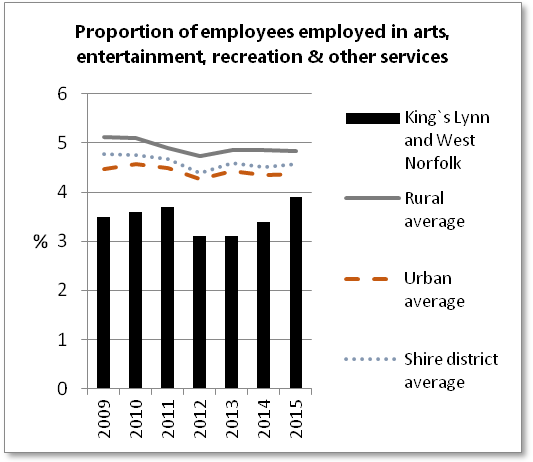 Proportion of employees employed in arts,
entertainment, recreation & other services
6
5
4
3
2
1
0
%
2009
2010
2011
2012
2013
2014
2015
King`s Lynn
and West
Norfolk
Rural
average
Urban
average
Shire district
average